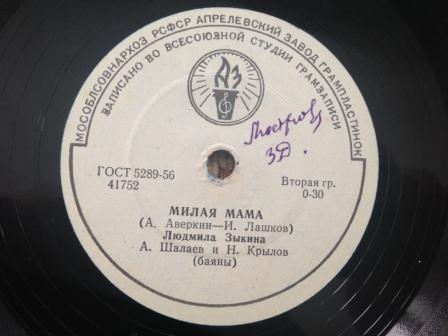 МОСОБЛСОВНАРХОЗ РСФСР АПРЕЛЕВСКИЙ ЗАВОД ГРАМПЛАСТИНОК
ЗАПИСАНО ВО ВСЕСОЮЗНОЙ СТУДИИ ГРАМЗАПИСИ
АЗ
ЗД.
ГОСТ 5289-56
41752
Вторая гр.
0-30
МИЛАЯ МАМА
(А. Аверкин—И. Лашков)
Людмила Зыкина
А. Шалаев и Н. Крылов
(баяны)